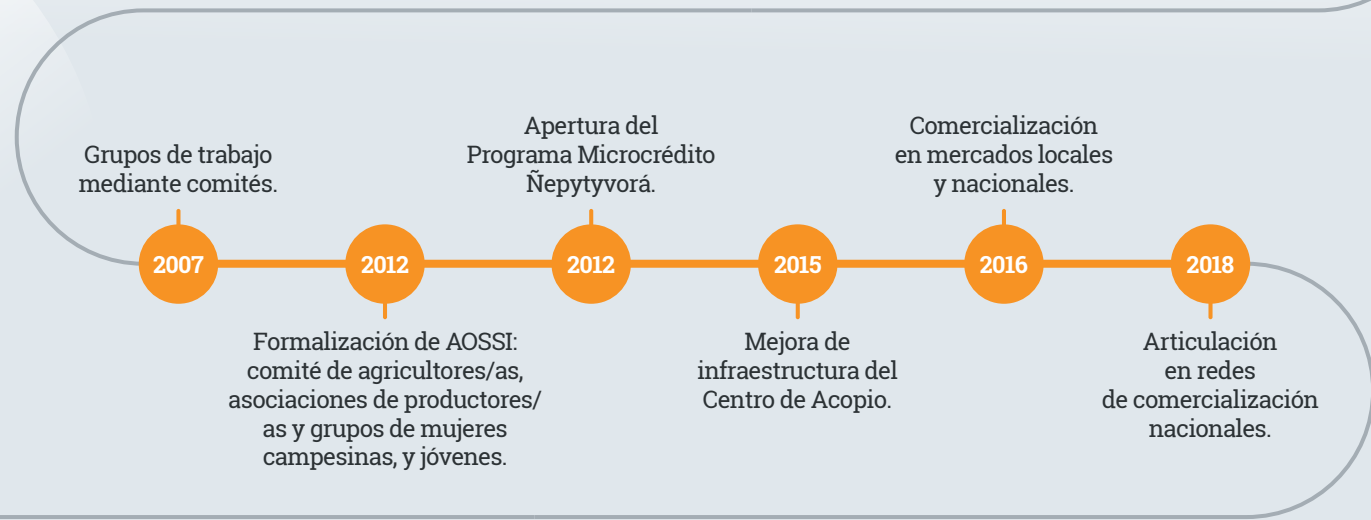 Grupos de trabajo
mediante comités.
2007
2012
Formalización de AOSSI:
comité de agricultores/as,
asociaciones de productores/
as y grupos de mujeres
campesinas, y jóvenes.
Apertura del
Programa Microcrédito
Ñepytyvorá.
2012
2015
Mejora de
infraestructura del
Centro de Acopio.
Comercialización
en mercados locales
y nacionales.
2016
2018
Articulación
en redes
de comercialización
nacionales.